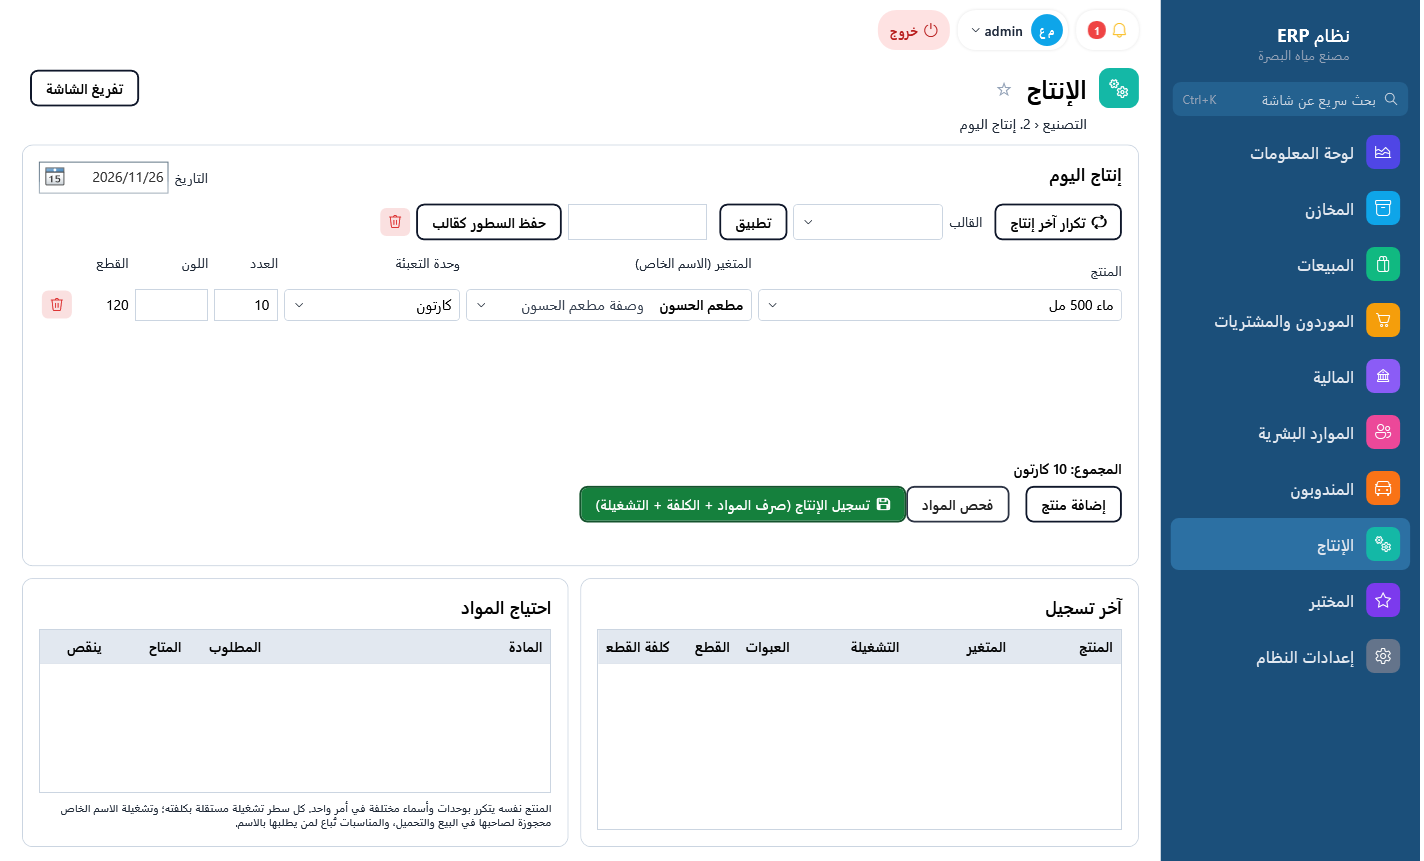 نظام ERP
مصنع مياه البصرة
بحث سريع عن شاشة Ctrl+K
لوحة المعلومات
المخازن
المبيعات
الموردون والمشتريات
المالية
الموارد البشرية
المندوبون
الإنتاج
المختبر
إعدادات النظام
1
م ع admin
خروج
الإنتاج
التصنيع › 2. إنتاج اليوم
تفريغ الشاشة
إنتاج اليوم
التاريخ 2026/11/26 15
تكرار آخر إنتاج القالب تطبيق حفظ السطور كقالب
المنتج المتغير (الاسم الخاص) وحدة التعبئة العدد اللون القطع
ماء 500 مل مطعم الحسون وصفة مطعم الحسون كارتون 10 120
المجموع: 10 كارتون
إضافة منتج فحص المواد تسجيل الإنتاج (صرف المواد + الكلفة + التشغيلة)
آخر تسجيل
المنتج المتغير التشغيلة العبوات القطع كلفة القطع
احتياج المواد
المادة المطلوب المتاح ينقص
المنتج نفسه يتكرر بوحدات وأسماء مختلفة في أمر واحد. كل سطر تشغيلة مستقلة بكلفته؛ وتشغيلة الاسم الخاص
محجوزة لصاحبها في البيع والتحميل، والمناسبات تُباع لمن يطلبها بالاسم.